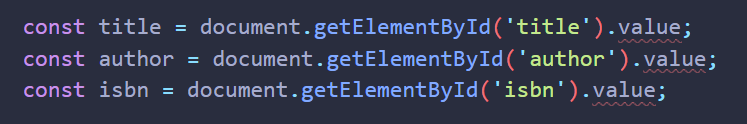 const title = document.getElementById('title').value;
const author = document.getElementById('author').value;
const isbn = document.getElementById('isbn').value;